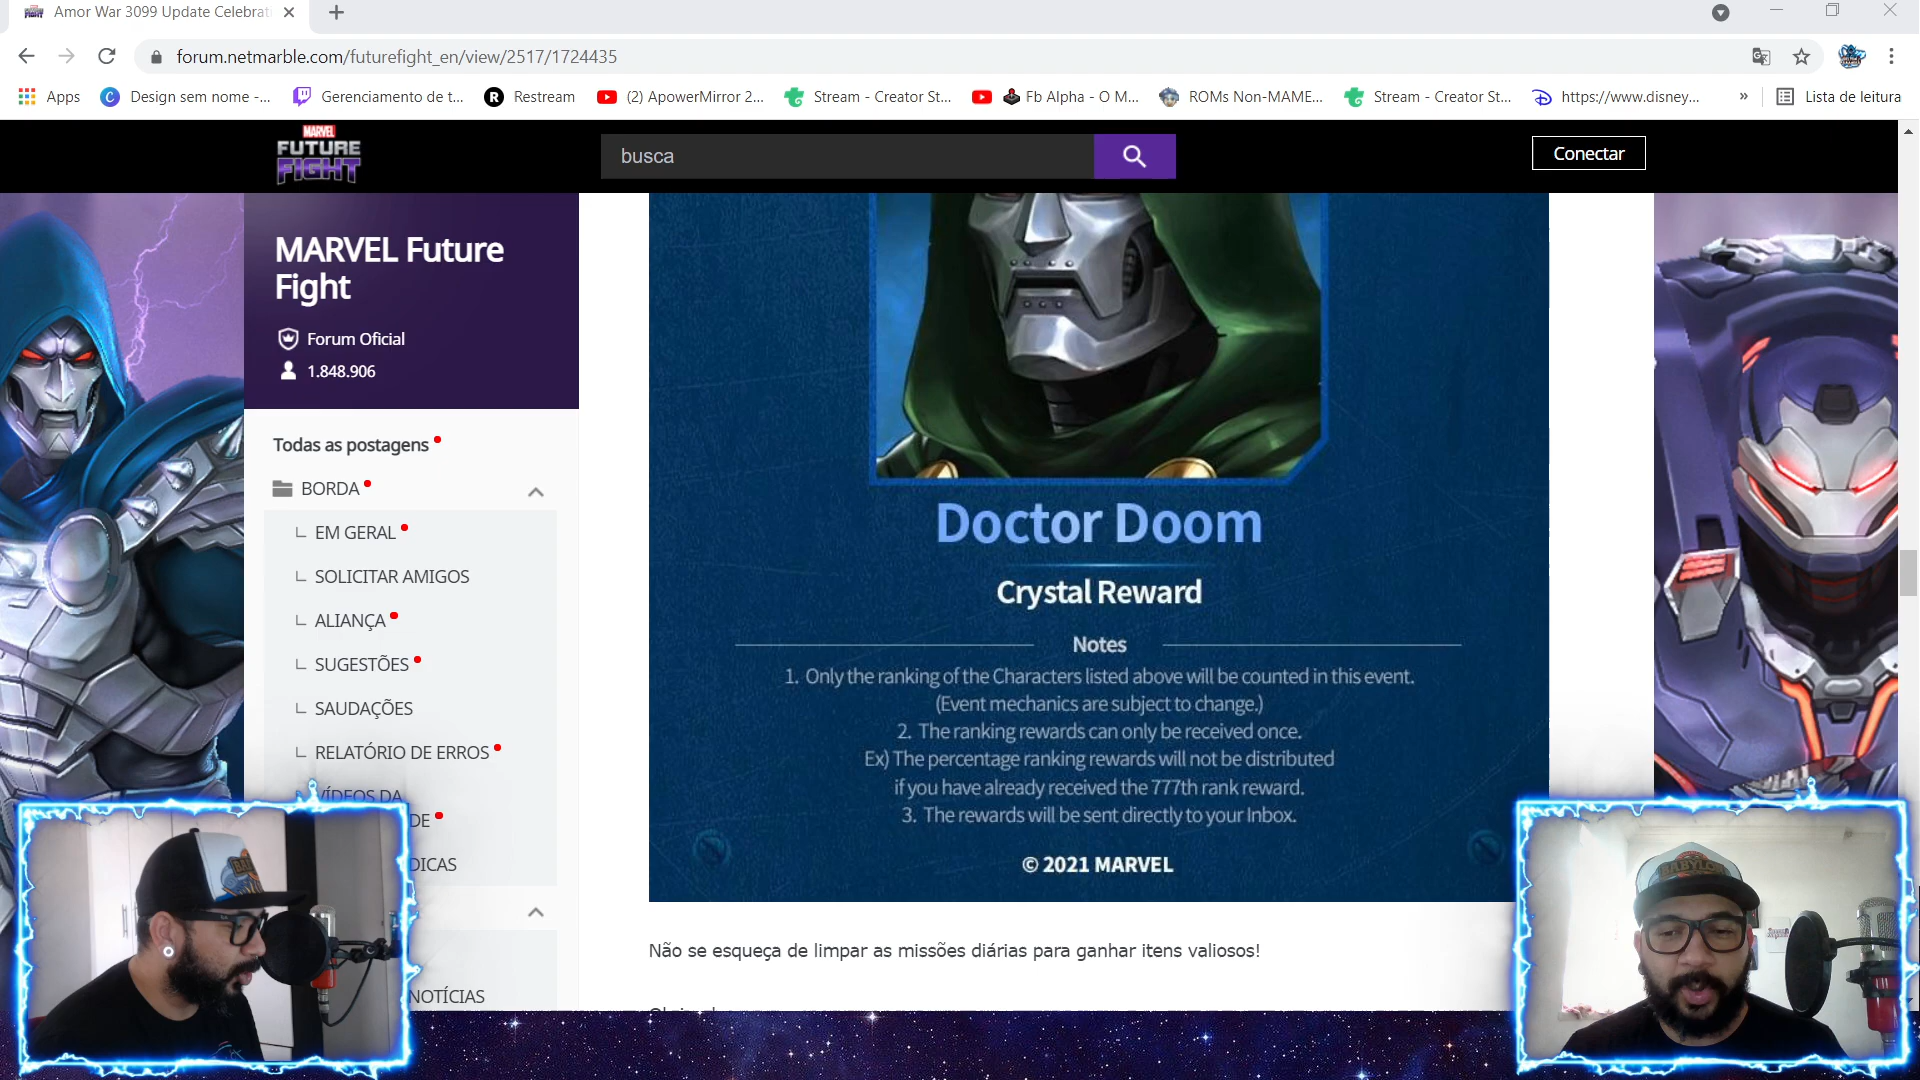 Amor War 3099 Update Celebrati
forum.netmarble.com/futurefight_en/view/2517/1724435
Apps
Design sem nome -...
Gerenciamento de t...
Restream
(2) ApowerMirror 2...
Stream - Creator St...
Fb Alpha - O M...
ROMs Non-MAME...
Stream - Creator St...
https://www.disney...
»
Lista de leitura
MARVEL
FUTURE
FIGHT
busca
Conectar
MARVEL Future
Fight
Forum Oficial
1.848.906
Todas as postagens
BORDA
EM GERAL
SOLICITAR AMIGOS
ALIANÇA
SUGESTÕES
SAUDAÇÕES
RELATÓRIO DE ERROS
VÍDEOS DA
DE
DICAS
NOTÍCIAS
Doctor Doom
Crystal Reward
Notes
1. Only the ranking of the Characters listed above will be counted in this event.
(Event mechanics are subject to change.)
2. The ranking rewards can only be received once.
Ex) The percentage ranking rewards will not be distributed
if you have already received the 777th rank reward.
3. The rewards will be sent directly to your Inbox.
© 2021 MARVEL
Não se esqueça de limpar as missões diárias para ganhar itens valiosos!
BABYLON